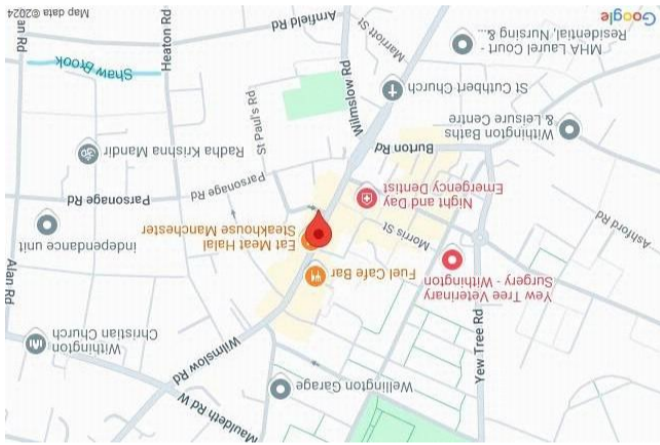 Mauldeth Rd W
Wellington Garage
Wilmslow Rd
Yew Tree Rd
Withington
Christian Church
Yew Tree Veterinary
Surgery - Withington
Fuel Cafe Bar
Alan Rd
Eat Meat Halal
Steakhouse Manchester
independance unit
Ashford Rd
Morris St
Night and Day
Emergency Dentist
Parsonage Rd
Parsonage Rd
Burton Rd
Radha Krishna Mandir
Withington Baths
& Leisure Centre
St Paul's Rd
St Cuthbert Church
Wilmslow Rd
Shaw Brook
Heaton Rd
MHA Laurel Court -
Residential, Nursing &...
Marriott St
Arnfield Rd
Google
Map data ©2024